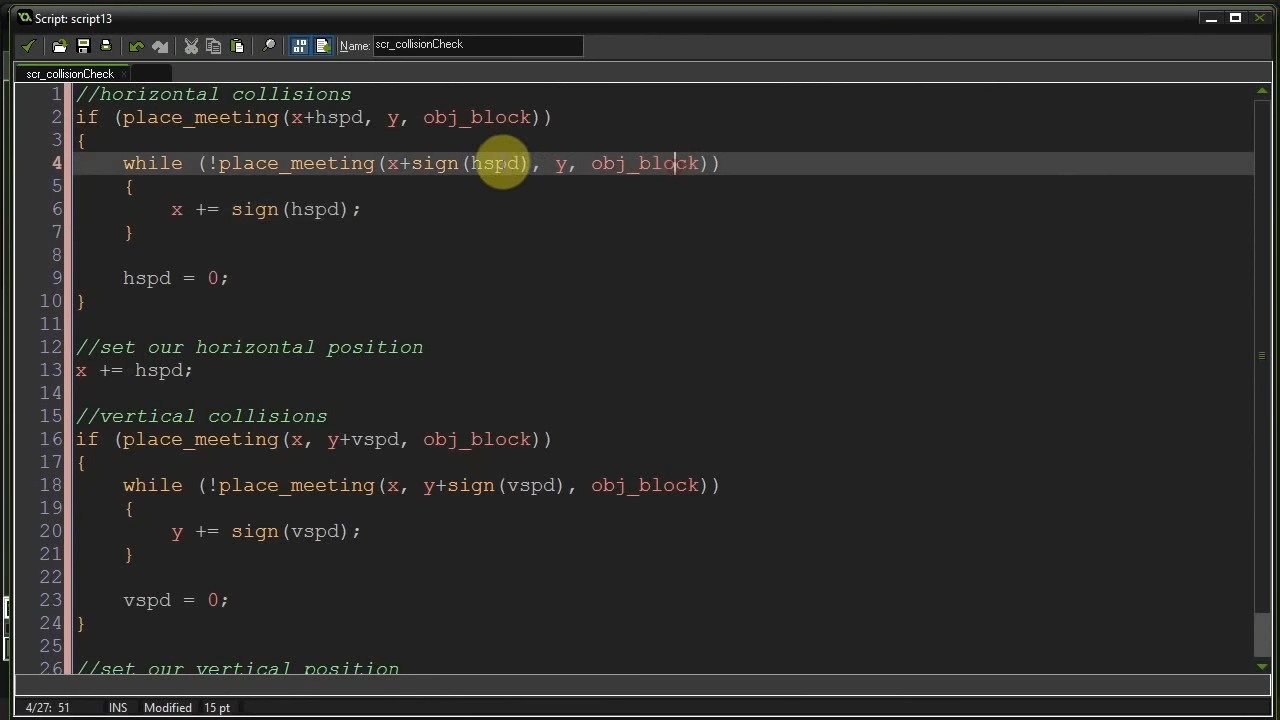 Script: script13
Name: scr_collisionCheck
scr_collisionCheck
1 //horizontal collisions
2 if (place_meeting(x+hspd, y, obj_block))
3 {
4 while (!place_meeting(x+sign(hspd), y, obj_block))
5 {
6 x += sign(hspd);
7 }
8
9 hspd = 0;
10 }
11
12 //set our horizontal position
13 x += hspd;
14
15 //vertical collisions
16 if (place_meeting(x, y+vspd, obj_block))
17 {
18 while (!place_meeting(x, y+sign(vspd), obj_block))
19 {
20 y += sign(vspd);
21 }
22
23 vspd = 0;
24 }
25
26 //set our vertical position
4/27: 51 INS Modified 15 pt